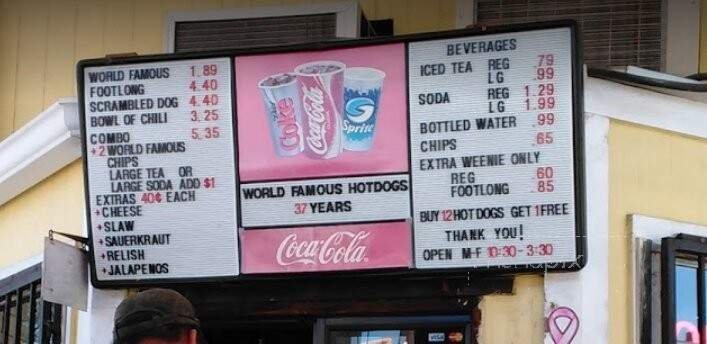 WORLD FAMOUS 1.89
FOOTLONG 4.40
SCRAMBLED DOG 4.40
BOWL OF CHILI 3.25
COMBO 5.35
+2 WORLD FAMOUS
CHIPS
LARGE TEA OR
LARGE SODA ADD $1
EXTRAS 40¢ EACH
+CHEESE
+SLAW
+SAUERKRAUT
+RELISH
+JALAPENOS
Coke
Coca-Cola
Sprite
WORLD FAMOUS HOTDOGS
37 YEARS
Coca-Cola
BEVERAGES
ICED TEA REG .79
LG .99
SODA REG 1.29
LG 1.99
BOTTLED WATER .99
CHIPS .65
EXTRA WEENIE ONLY
REG .60
FOOTLONG .85
BUY 12 HOTDOGS GET 1 FREE
THANK YOU!
OPEN M-F 10:30-3:30
VISA